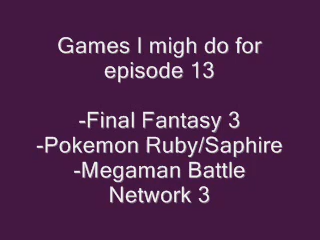 Games I migh do for
episode 13
-Final Fantasy 3
-Pokemon Ruby/Saphire
-Megaman Battle
Network 3